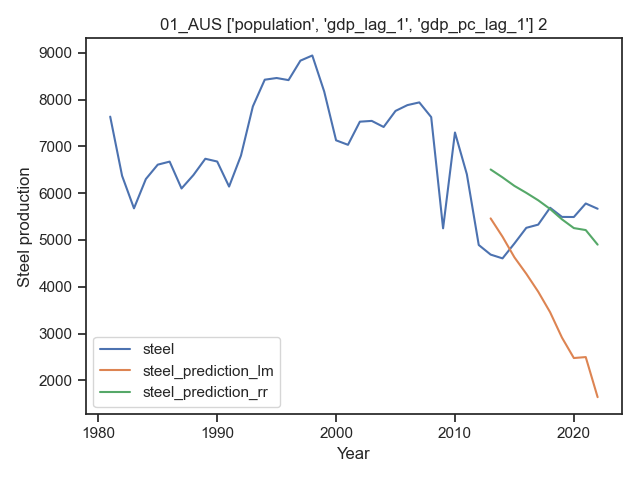 01_AUS ['population', 'gdp_lag_1', 'gdp_pc_lag_1'] 2
9000
8000
7000
6000
5000
4000
3000
2000
Steel production
steel
steel_prediction_lm
steel_prediction_rr
1980 1990 2000 2010 2020
Year